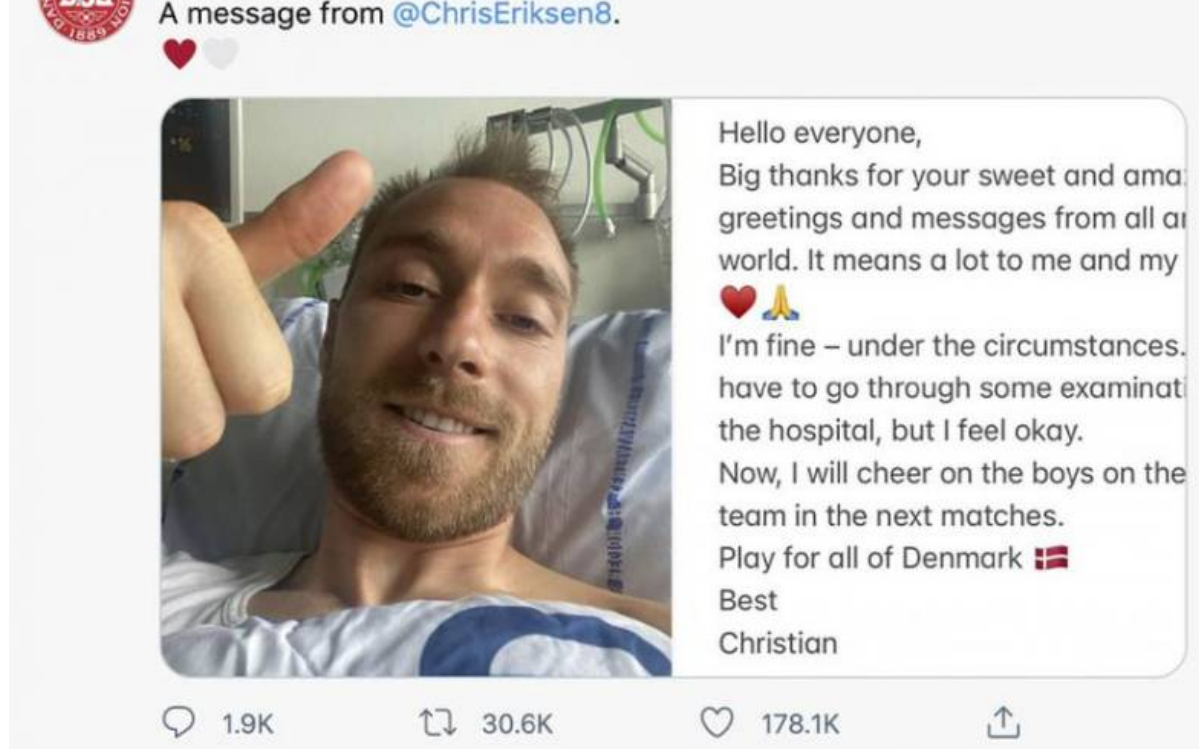 1889
A message from @ChrisEriksen8.
Hello everyone,
Big thanks for your sweet and ama
greetings and messages from all
world. It means a lot to me and my
I'm fine – under the circumstances.
have to go through some examinati
the hospital, but I feel okay.
Now, I will cheer on the boys on the
team in the next matches.
Play for all of Denmark
Best
Christian
1.9K
30.6K
178.1K